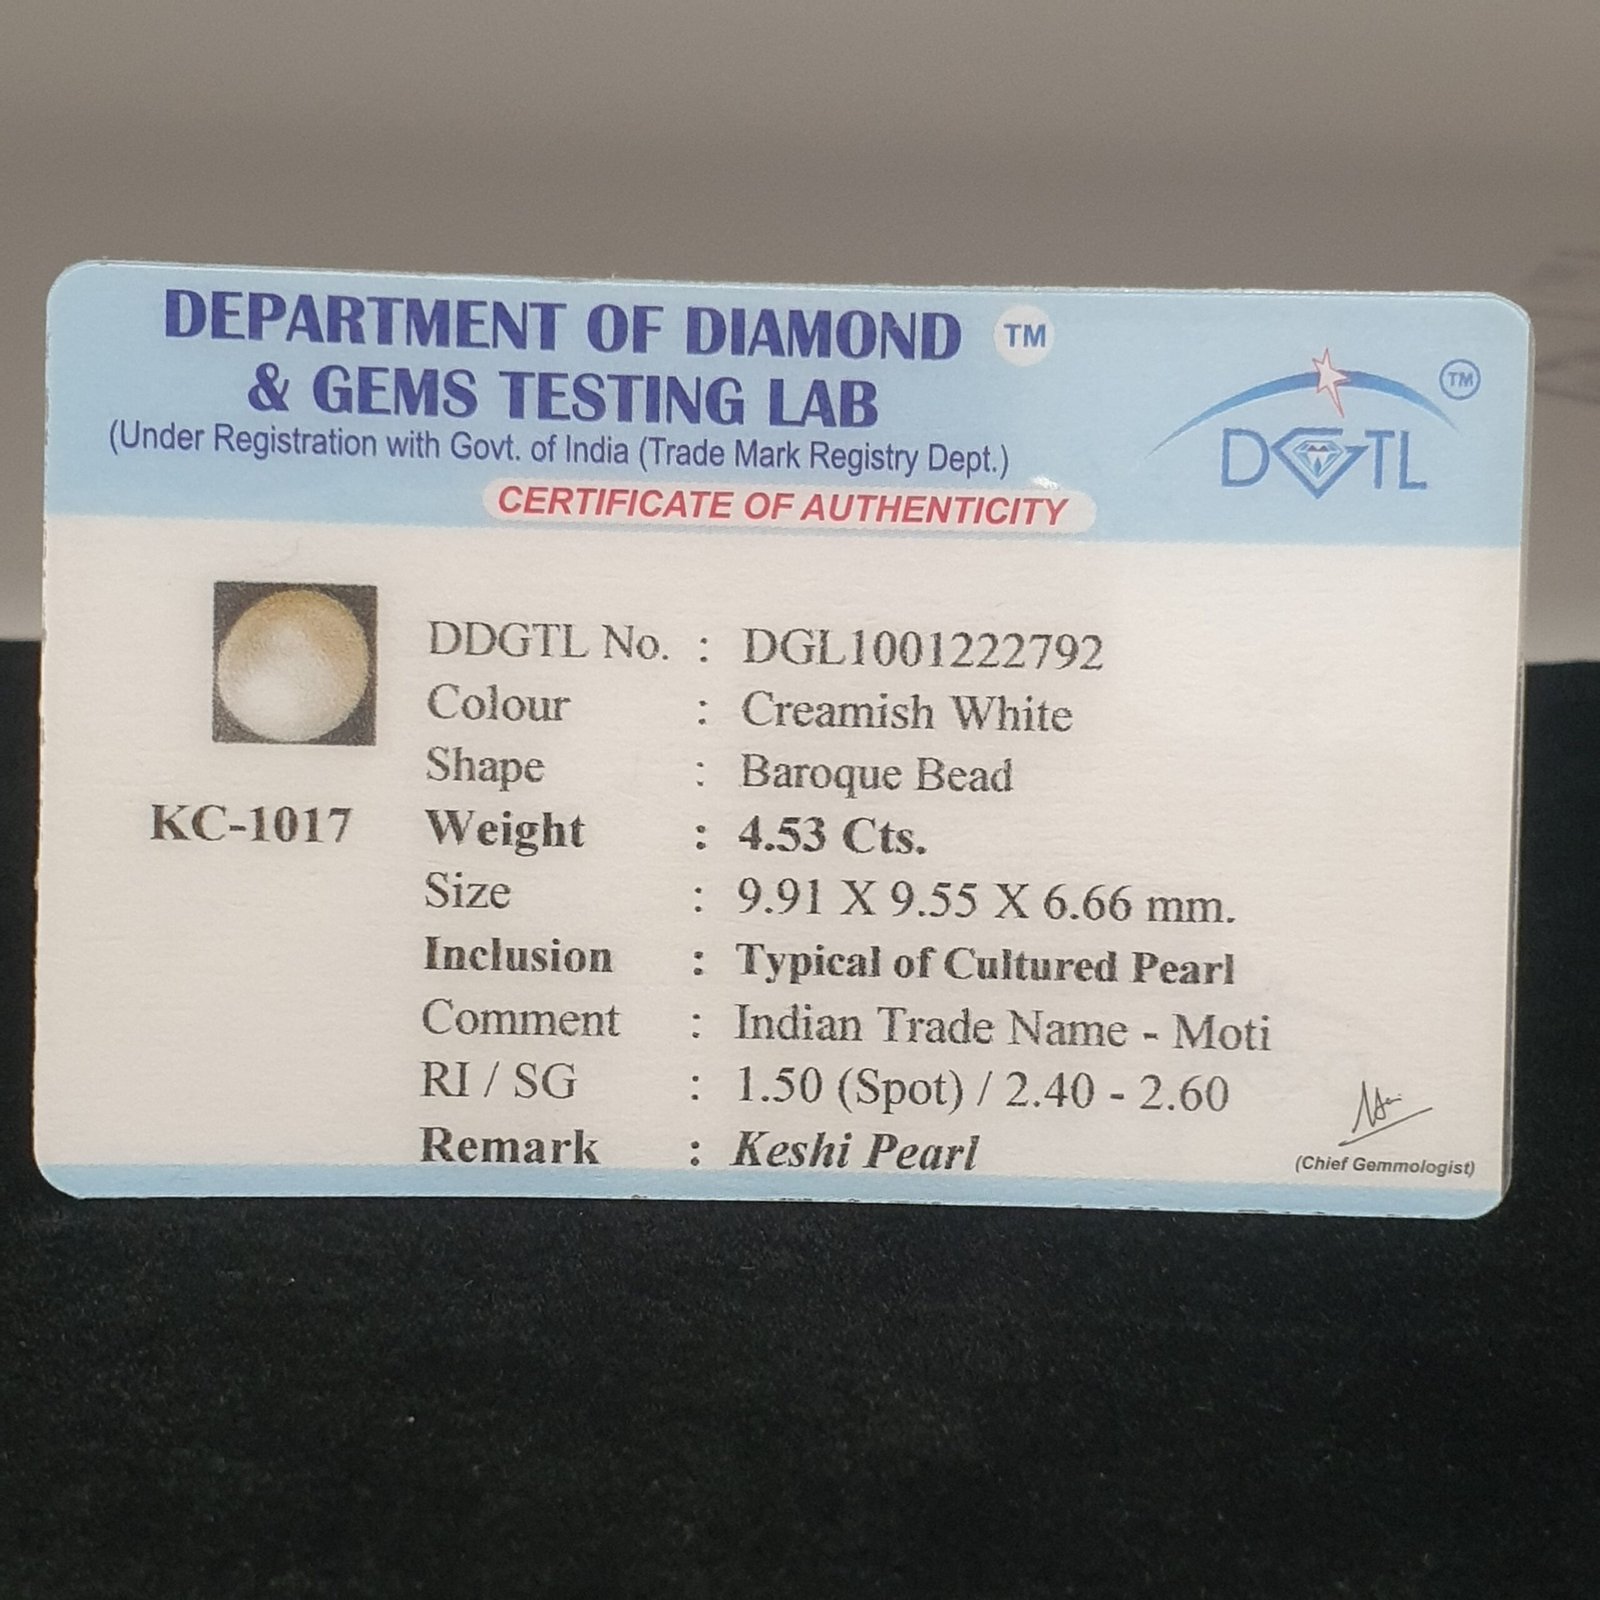 DEPARTMENT OF DIAMOND TM
& GEMS TESTING LAB
(Under Registration with Govt. of India (Trade Mark Registry Dept.)
CERTIFICATE OF AUTHENTICITY
TM
DGTL
DDGTL No. : DGL1001222792
Colour : Creamish White
Shape : Baroque Bead
KC-1017
Weight : 4.53 Cts.
Size : 9.91 X 9.55 X 6.66 mm.
Inclusion : Typical of Cultured Pearl
Comment : Indian Trade Name - Moti
RI / SG : 1.50 (Spot) / 2.40 - 2.60
Remark : Keshi Pearl
(Chief Gemmologist)